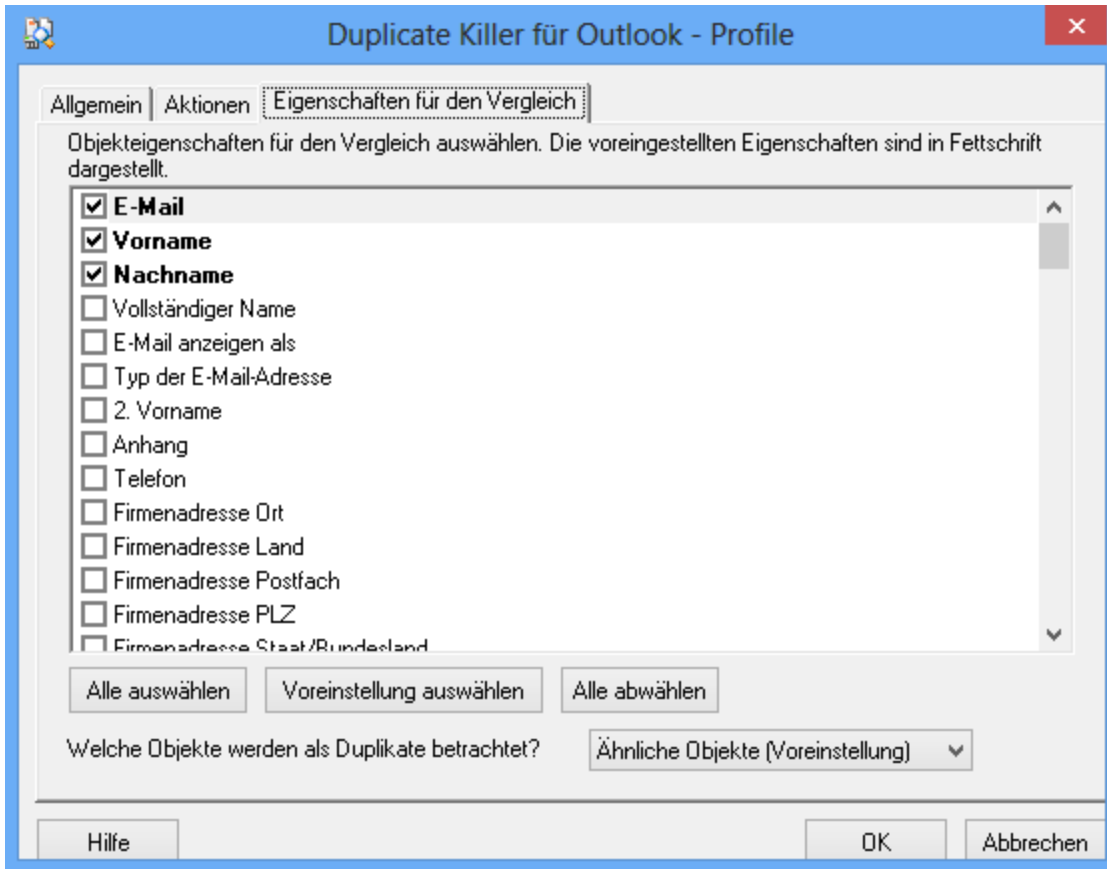 Duplicate Killer für Outlook - Profile
Allgemein
Aktionen
Eigenschaften für den Vergleich
Objekteigenschaften für den Vergleich auswählen. Die voreingestellten Eigenschaften sind in Fettschrift
dargestellt.
E-Mail
Vorname
Nachname
Vollständiger Name
E-Mail anzeigen als
Typ der E-Mail-Adresse
2. Vorname
Anhang
Telefon
Firmenadresse Ort
Firmenadresse Land
Firmenadresse Postfach
Firmenadresse PLZ
Firmenadresse Staat/Bundesland
Alle auswählen
Voreinstellung auswählen
Alle abwählen
Welche Objekte werden als Duplikate betrachtet?
Ähnliche Objekte (Voreinstellung)
Hilfe
OK
Abbrechen